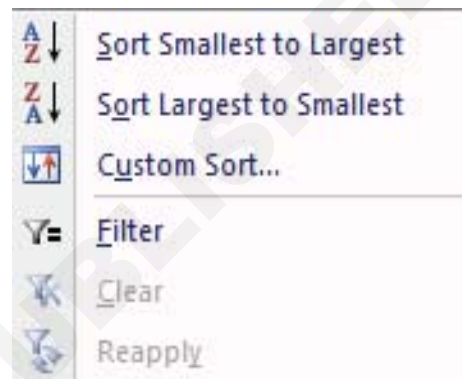 Sort Smallest to Largest
Sort Largest to Smallest
Custom Sort...
Filter
Clear
Reapply